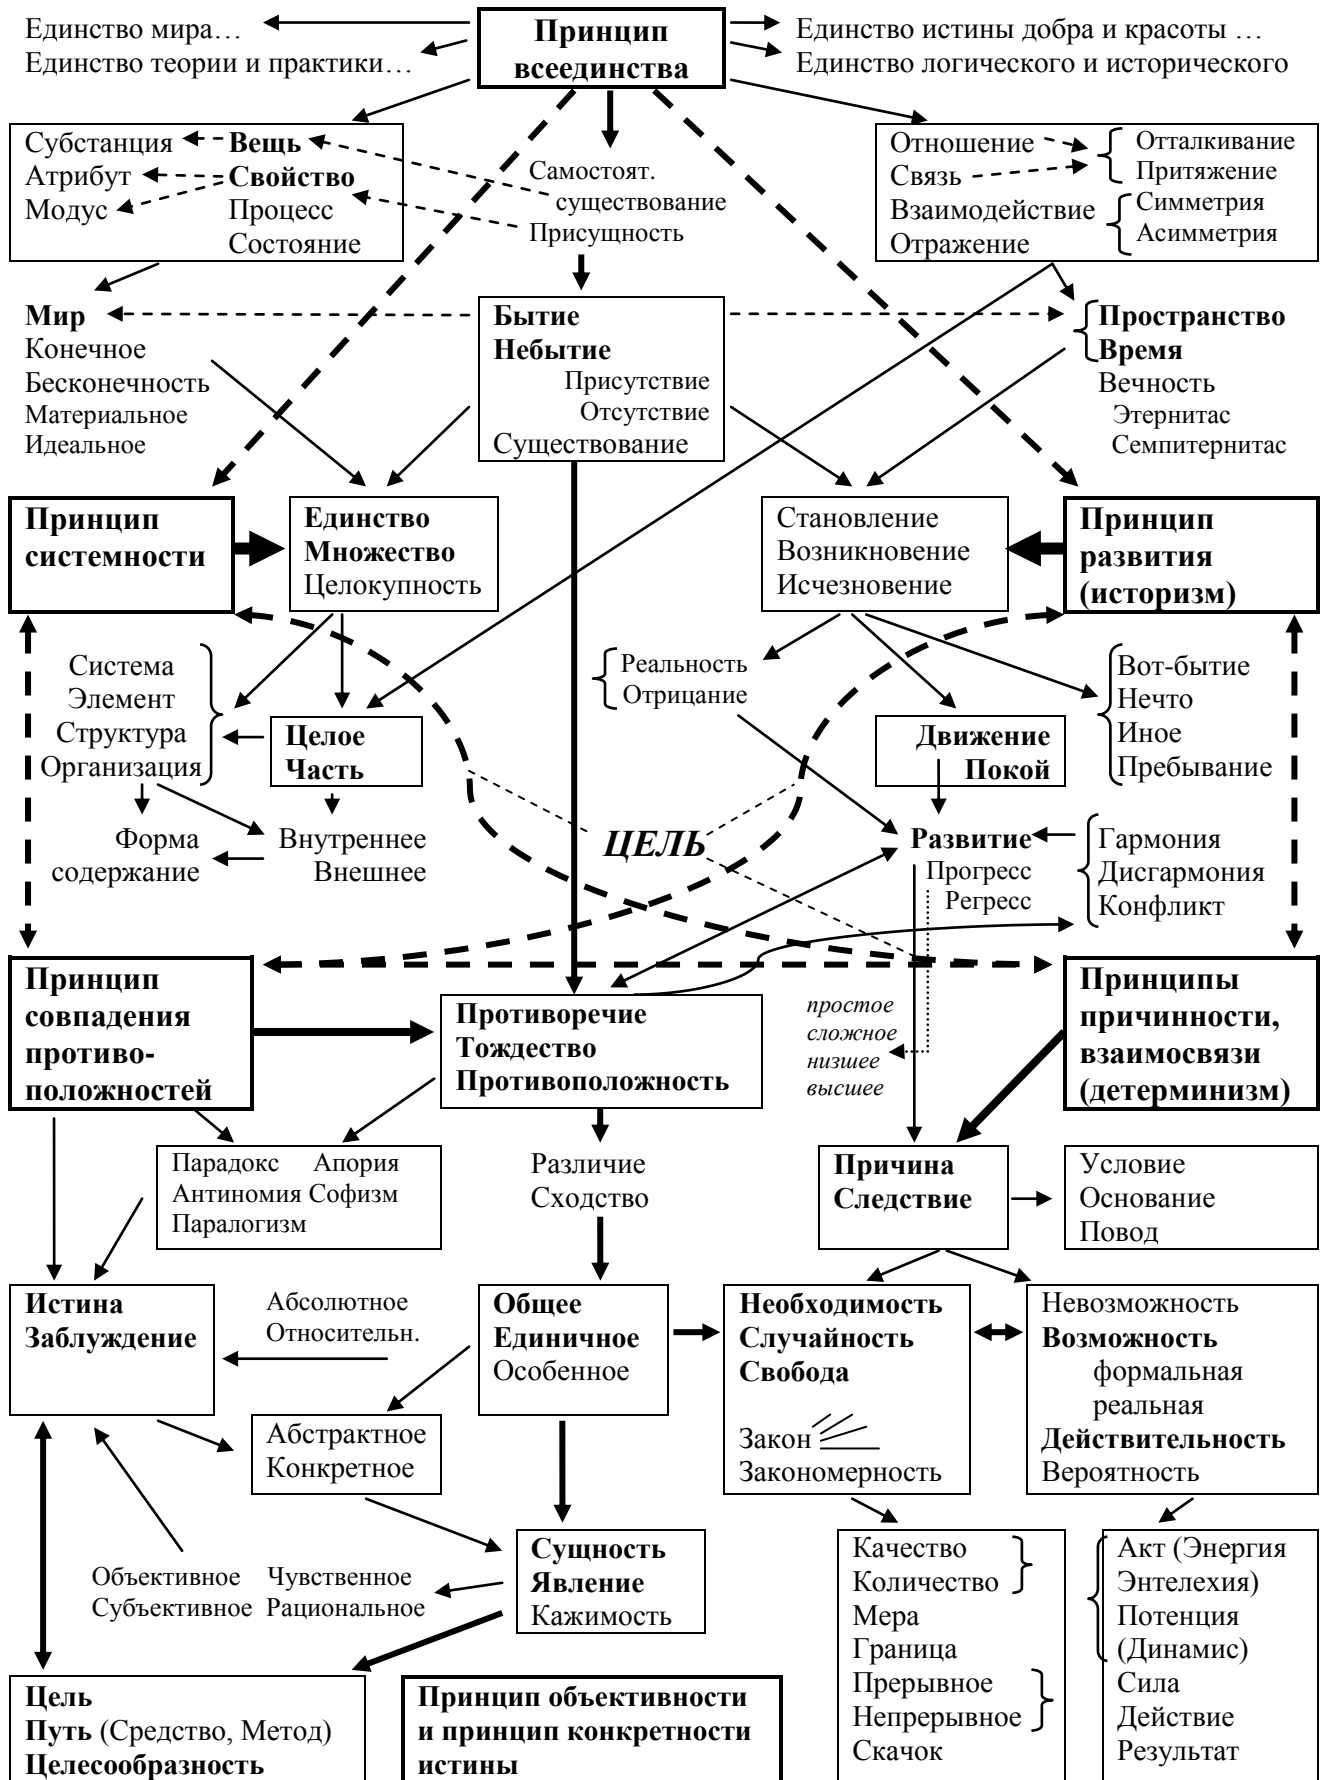 Принцип
всеединства
Единство мира…
Единство теории и практики…
Единство истины добра и красоты …
Единство логического и исторического
Субстанция
Атрибут
Модус
Вещь
Свойство
Процесс
Состояние
Самостоят.
существование
Присущность
Отношение
Связь
Взаимодействие
Отражение
Отталкивание
Притяжение
Симметрия
Асимметрия
Мир
Конечное
Бесконечность
Материальное
Идеальное
Бытие
Небытие
Присутствие
Отсутствие
Существование
Пространство
Время
Вечность
Этернитас
Семпитернитас
Принцип
системности
Единство
Множество
Целокупность
Становление
Возникновение
Исчезновение
Принцип
развития
(историзм)
Система
Элемент
Структура
Организация
Целое
Часть
Реальность
Отрицание
Движение
Покой
Вот-бытие
Нечто
Иное
Пребывание
Форма
содержание
Внутреннее
Внешнее
ЦЕЛЬ
Развитие
Прогресс
Регресс
Гармония
Дисгармония
Конфликт
Принцип
совпадения
противо-
положностей
Противоречие
Тождество
Противоположность
простое
сложное
низшее
высшее
Принципы
причинности,
взаимосвязи
(детерминизм)
Парадокс Апория
Антиномия Софизм
Паралогизм
Различие
Сходство
Причина
Следствие
Условие
Основание
Повод
Истина
Заблуждение
Абсолютное
Относительн.
Общее
Единичное
Особенное
Необходимость
Случайность
Свобода
Закон
Закономерность
Невозможность
Возможность
формальная
реальная
Действительность
Вероятность
Абстрактное
Конкретное
Объективное
Субъективное
Чувственное
Рациональное
Сущность
Явление
Кажимость
Качество
Количество
Мера
Граница
Прерывное
Непрерывное
Скачок
Акт (Энергия
Энтелехия)
Потенция
(Динамис)
Сила
Действие
Результат
Цель
Путь (Средство, Метод)
Целесообразность
Принцип объективности
и принцип конкретности
истины